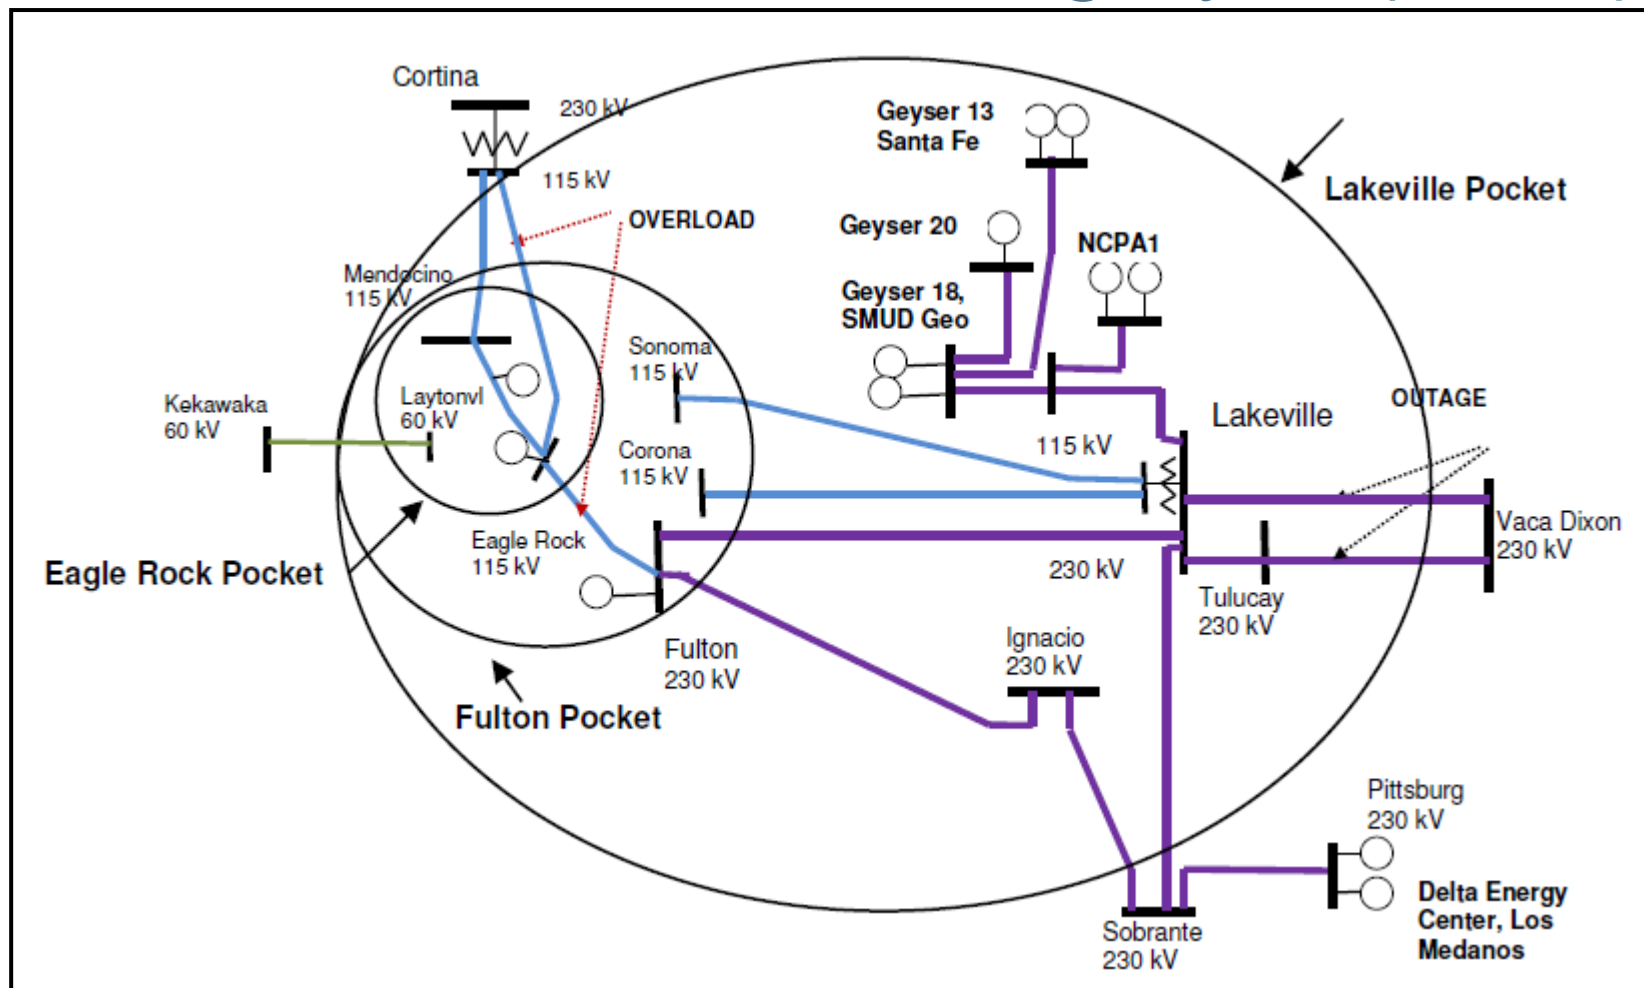 Cortina
230 kV
115 kV
OVERLOAD
Mendocino
115 kV
Geyser 13
Santa Fe
Geyser 20
NCPA1
Geyser 18,
SMUD Geo
Lakeville Pocket
Sonoma
115 kV
Laytonvl
60 kV
Kekawaka
60 kV
Corona
115 kV
OUTAGE
Lakeville
115 kV
Vaca Dixon
230 kV
Eagle Rock
115 kV
Eagle Rock Pocket
230 kV
Tulucay
230 kV
Fulton
230 kV
Ignacio
230 kV
Fulton Pocket
Pittsburg
230 kV
Delta Energy
Center, Los
Medanos
Sobrante
230 kV